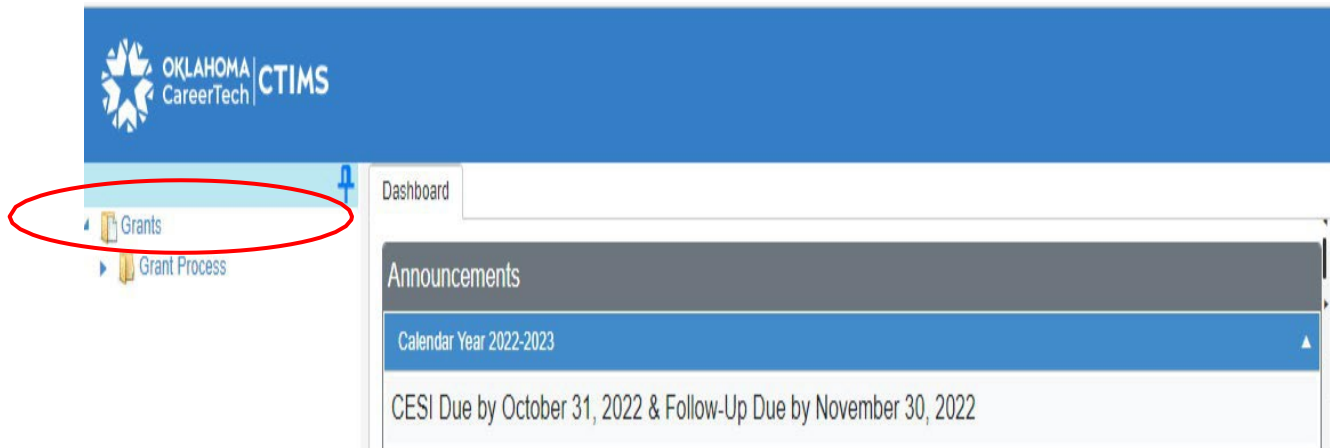 OKLAHOMA
CareerTech
CTIMS
Dashboard
Grants
Grant Process
Announcements
Calendar Year 2022-2023
CESI Due by October 31, 2022 & Follow-Up Due by November 30, 2022